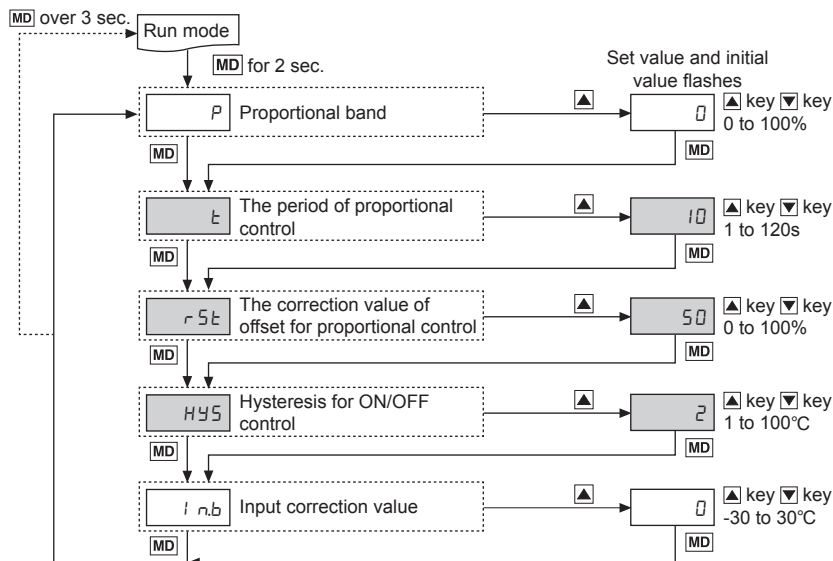 MD over 3 sec.
Run mode
MD for 2 sec.
Set value and initial
value flashes
P Proportional band
▲
0
▲ key ▼ key
0 to 100%
MD
MD
t The period of proportional
control
▲
10
▲ key ▼ key
1 to 120s
MD
MD
rSt The correction value of
offset for proportional control
▲
50
▲ key ▼ key
0 to 100%
MD
MD
HYS Hysteresis for ON/OFF
control
▲
2
▲ key ▼ key
1 to 100°C
MD
MD
In.b Input correction value
▲
0
▲ key ▼ key
-30 to 30°C
MD
MD